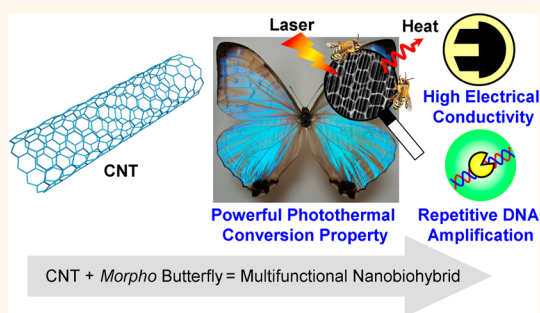 Laser
Heat
High Electrical
Conductivity
CNT
Powerful Photothermal
Conversion Property
Repetitive DNA
Amplification
CNT + Morpho Butterfly = Multifunctional Nanobiohybrid